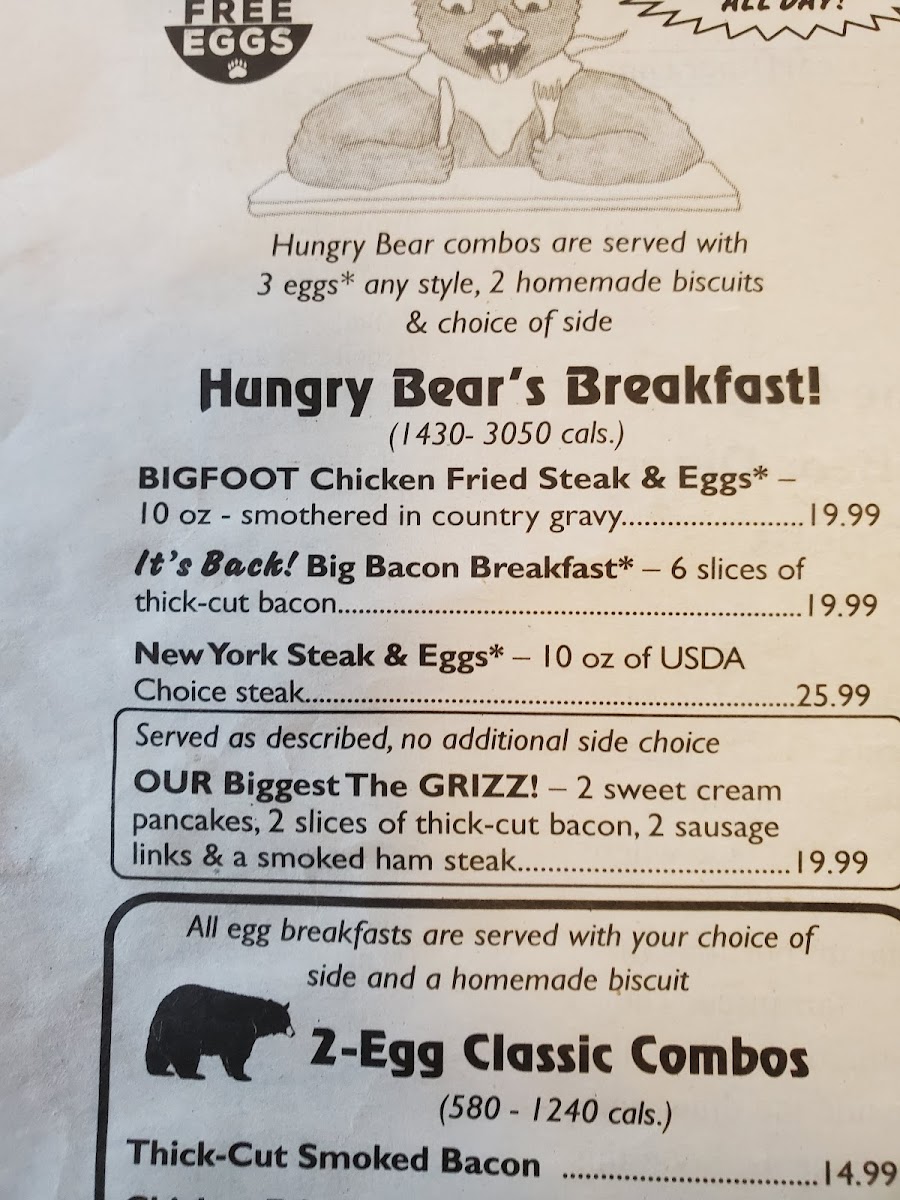 FREE
EGGS
ALL DAY!
Hungry Bear combos are served with
3 eggs* any style, 2 homemade biscuits
& choice of side
Hungry Bear's Breakfast!
(1430- 3050 cals.)
BIGFOOT Chicken Fried Steak & Eggs* –
10 oz - smothered in country gravy.......................19.99
It's Back! Big Bacon Breakfast* – 6 slices of
thick-cut bacon.....................................................................19.99
New York Steak & Eggs* – 10 oz of USDA
Choice steak.........................................................................25.99
Served as described, no additional side choice
OUR Biggest The GRIZZ! – 2 sweet cream
pancakes, 2 slices of thick-cut bacon, 2 sausage
links & a smoked ham steak.......................................19.99
All egg breakfasts are served with your choice of
side and a homemade biscuit
2-Egg Classic Combos
(580 - 1240 cals.)
Thick-Cut Smoked Bacon ....................................14.99